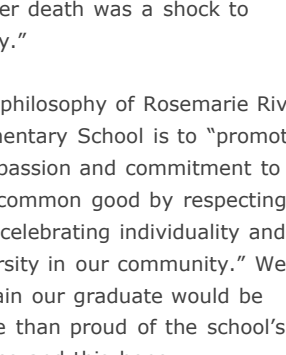 er death was a shock to
y.”
philosophy of Rosemarie Riv
mentary School is to “promot
passion and commitment to
common good by respecting
celebrating individuality and
rsity in our community.” We
ain our graduate would be
e than proud of the school’s